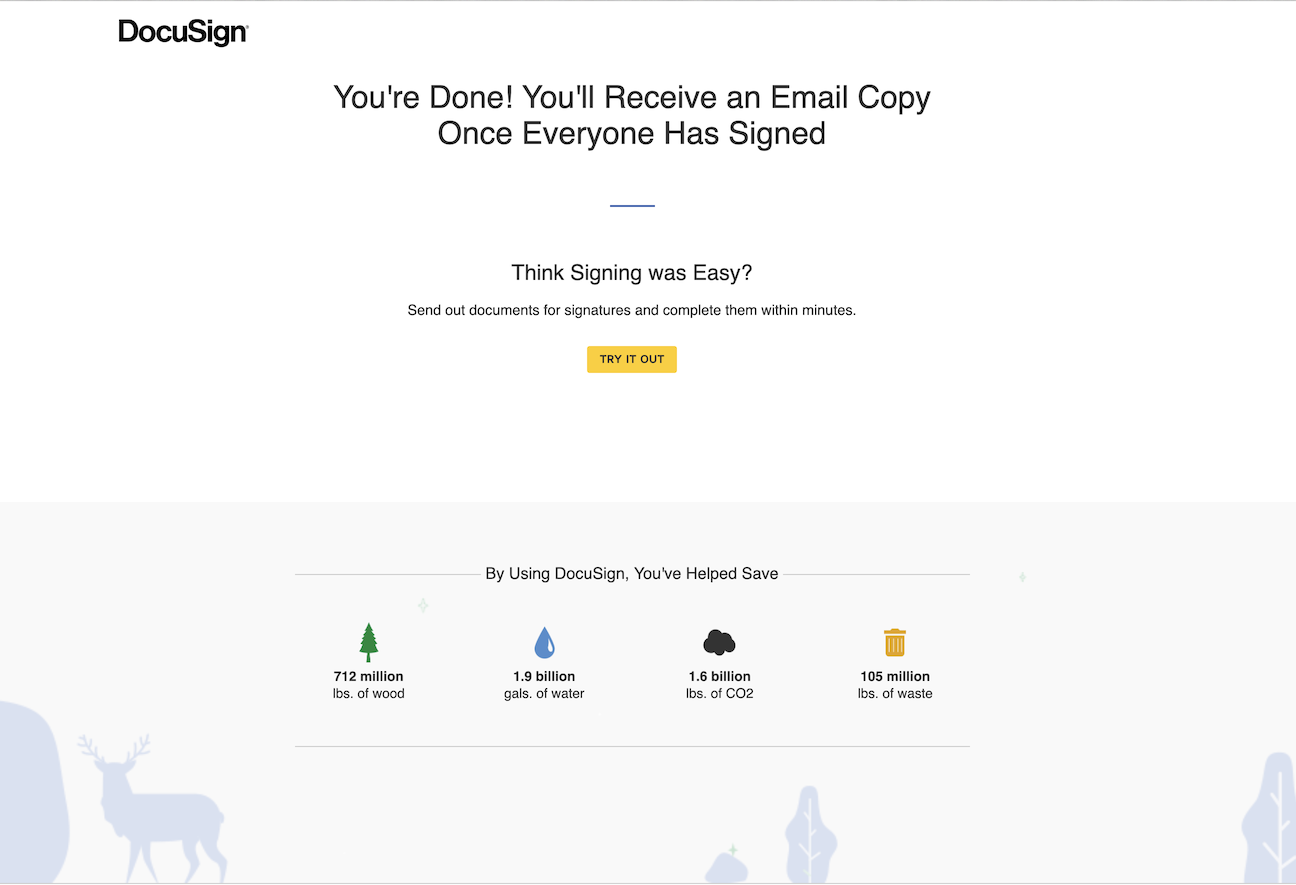 DocuSign
You're Done! You'll Receive an Email Copy
Once Everyone Has Signed
Think Signing was Easy?
Send out documents for signatures and complete them within minutes.
TRY IT OUT
By Using DocuSign, You've Helped Save
712 million
lbs. of wood
1.9 billion
gals. of water
1.6 billion
lbs. of CO2
105 million
lbs. of waste